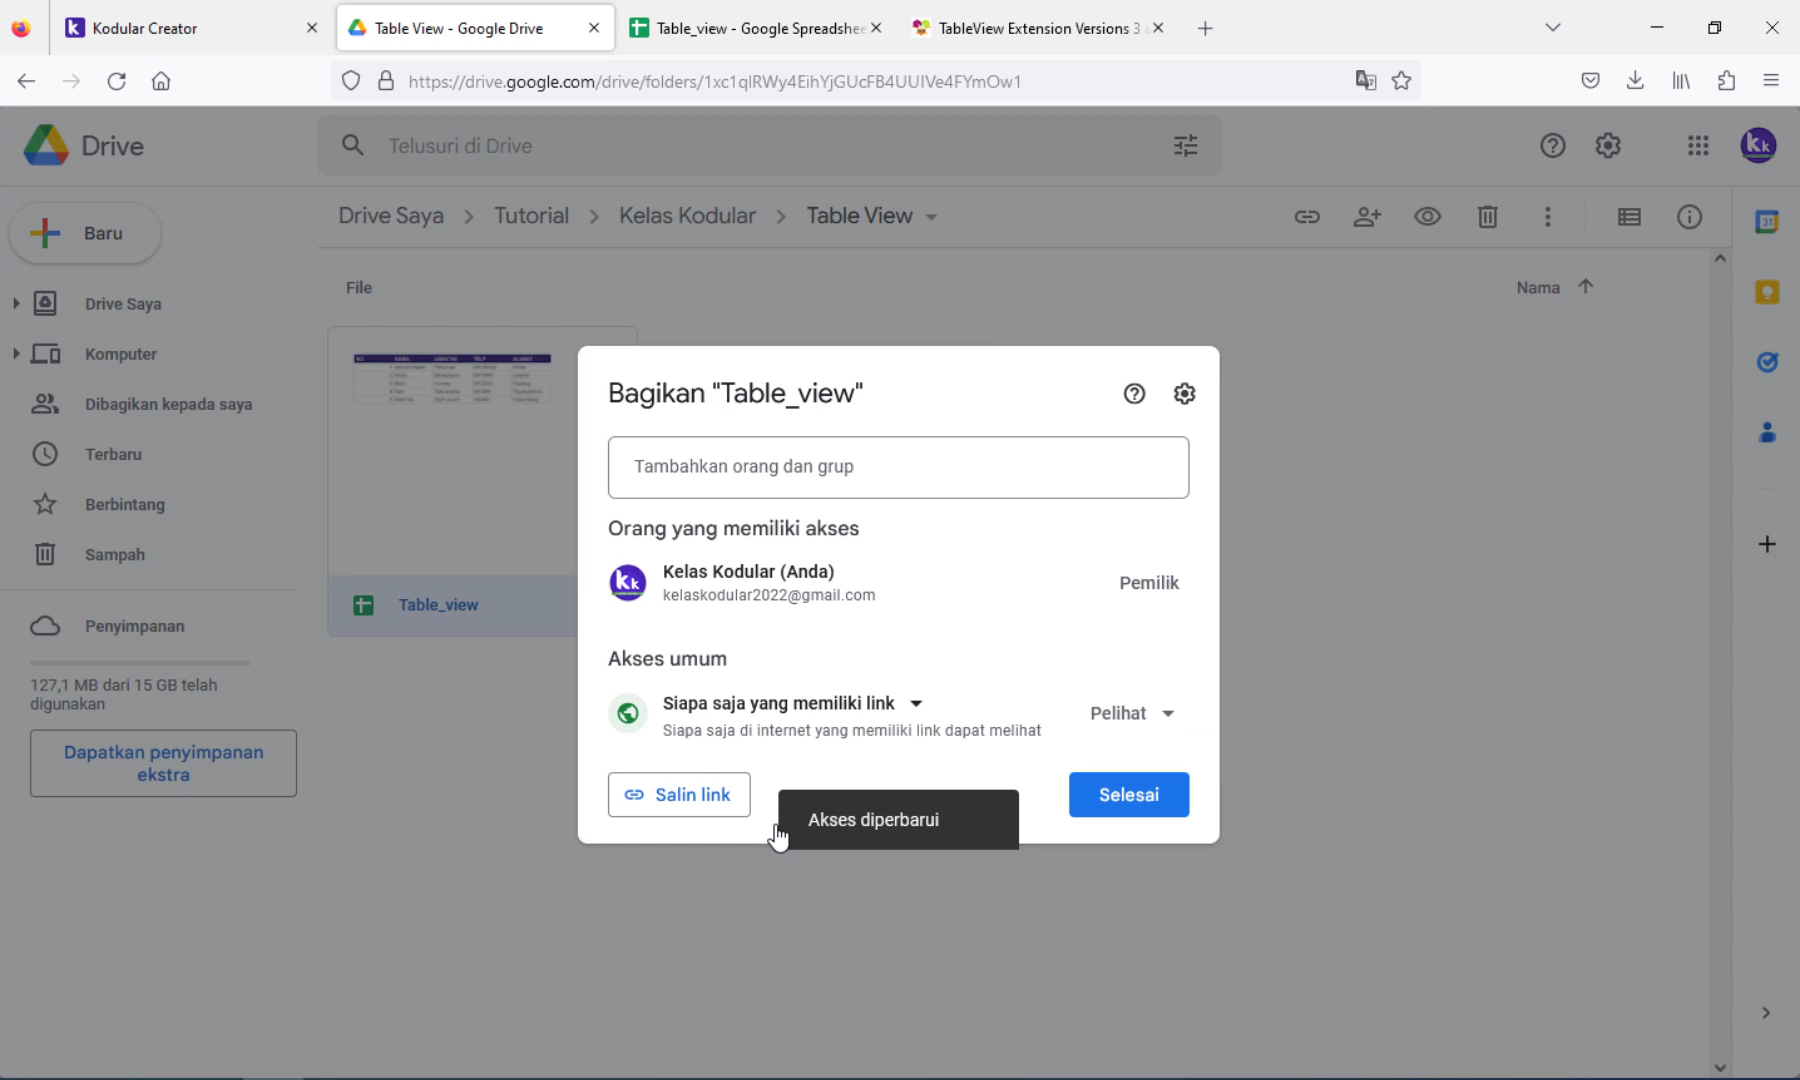 Kodular Creator
Table View - Google Drive
Table_view - Google Spreadshee
TableView Extension Versions 3
https://drive.google.com/drive/folders/1xc1qlRWy4EihYjGUcFB4UUIVe4FYmOw1
Drive
Telusuri di Drive
Baru
Drive Saya
Tutorial
Kelas Kodular
Table View
File
Nama
Drive Saya
Komputer
Dibagikan kepada saya
Terbaru
Berbintang
Sampah
Penyimpanan
127,1 MB dari 15 GB telah
digunakan
Dapatkan penyimpanan
ekstra
Table_view
Bagikan "Table_view"
Tambahkan orang dan grup
Orang yang memiliki akses
Kelas Kodular (Anda)
kelaskodular2022@gmail.com
Pemilik
Akses umum
Siapa saja yang memiliki link
Siapa saja di internet yang memiliki link dapat melihat
Pelihat
Salin link
Akses diperbarui
Selesai
31